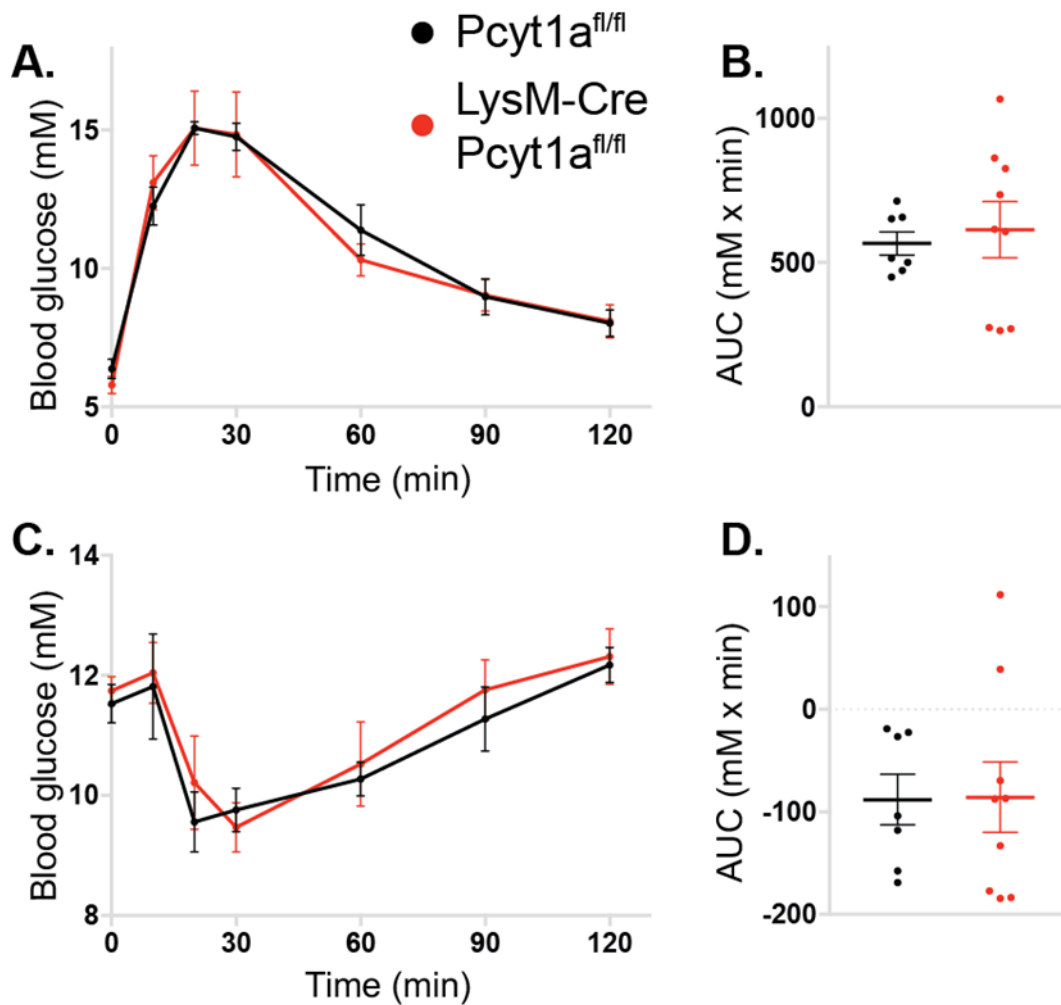 A.
Pcyt1a^fl/fl
LysM-Cre
Pcyt1a^fl/fl
Blood glucose (mM)
15
10
5
0
30
60
90
120
Time (min)
B.
AUC (mM x min)
1000
500
0
C.
Blood glucose (mM)
14
12
10
8
0
30
60
90
120
Time (min)
D.
AUC (mM x min)
100
0
-100
-200